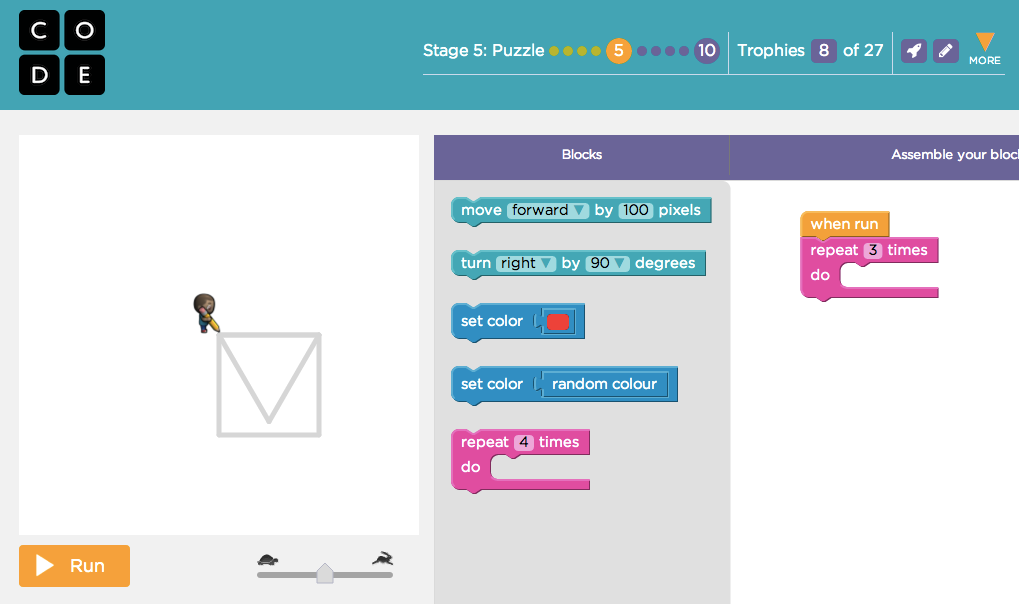 C O
D E
Stage 5: Puzzle 5 10 Trophies 8 of 27
MORE
Blocks
Assemble your bloc
move forward by 100 pixels
turn right by 90 degrees
set color
set color random colour
repeat 4 times
do
when run
repeat 3 times
do
Run